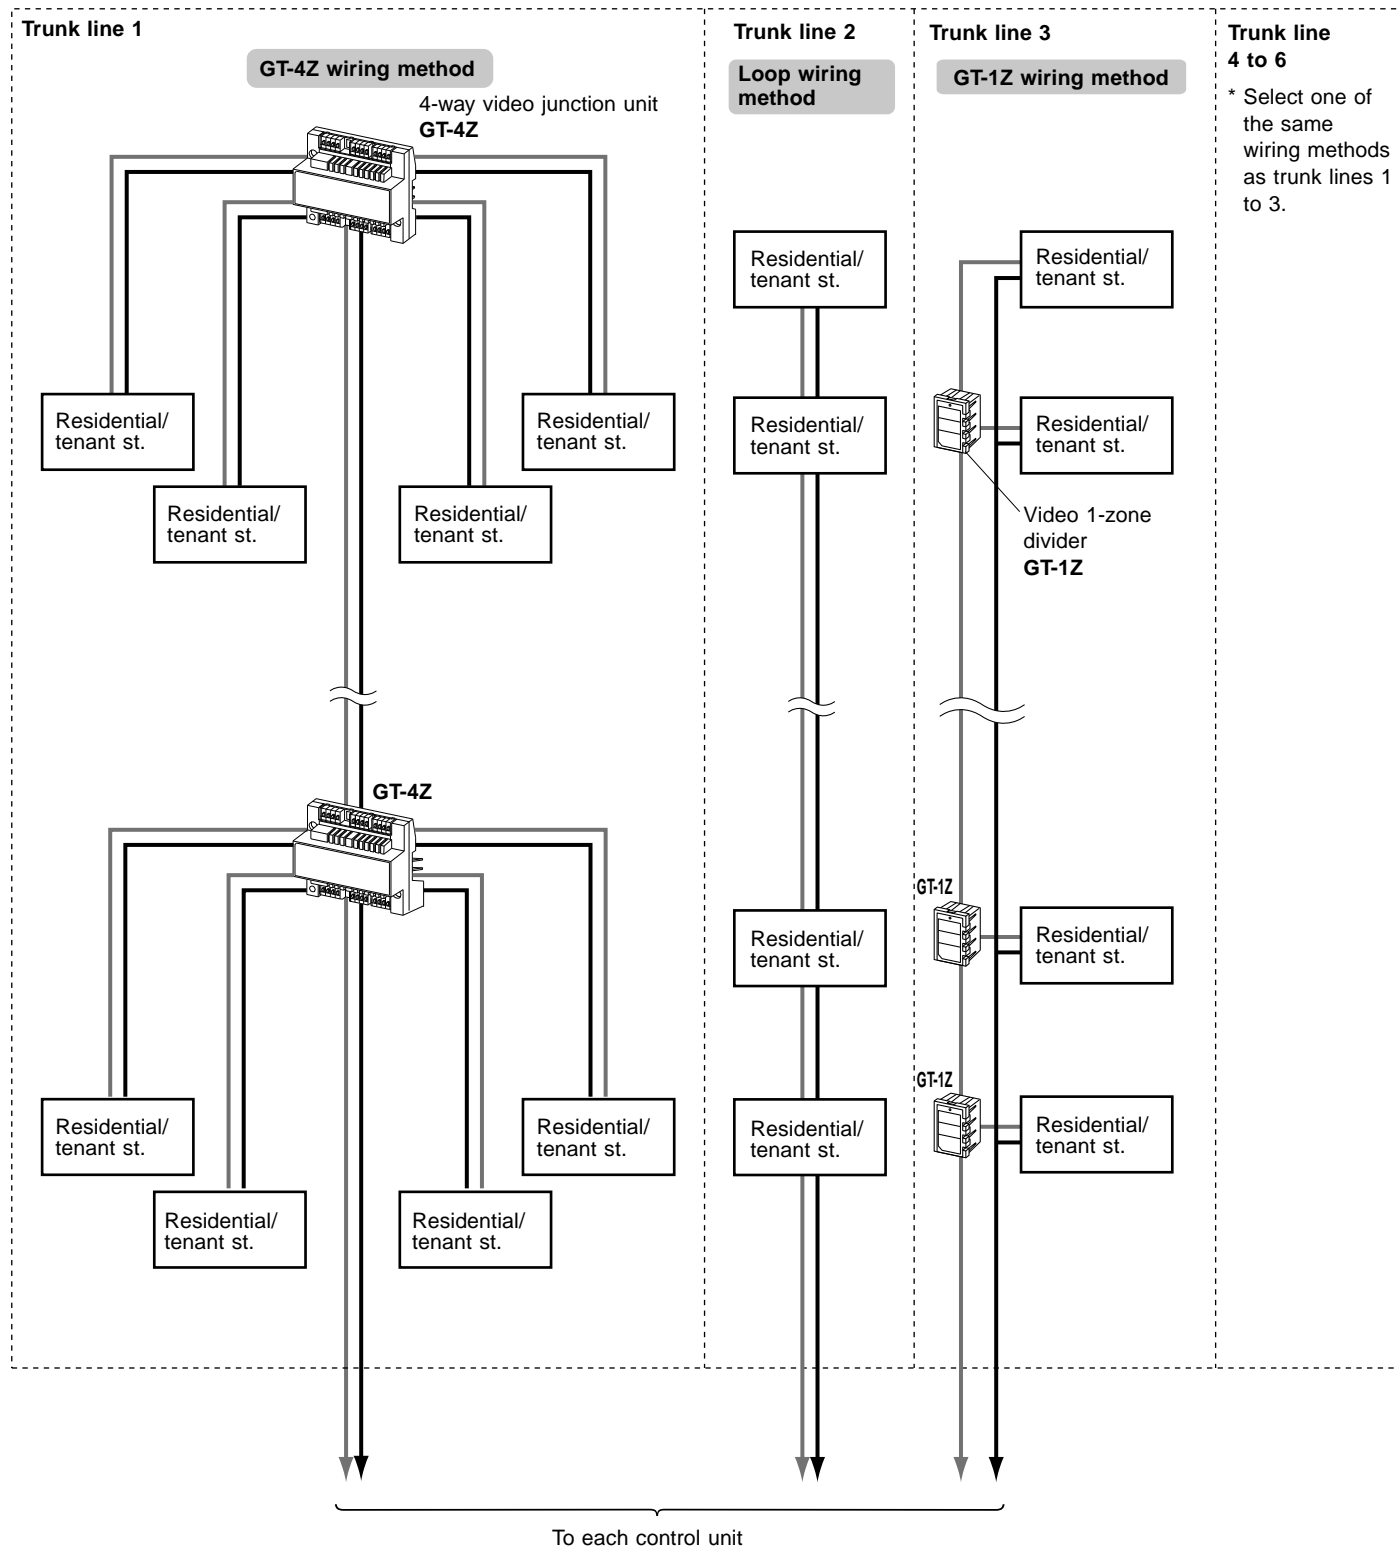 Trunk line 1
GT-4Z wiring method
4-way video junction unit
GT-4Z
Residential/
tenant st.
Residential/
tenant st.
Residential/
tenant st.
Residential/
tenant st.
GT-4Z
Residential/
tenant st.
Residential/
tenant st.
Residential/
tenant st.
Residential/
tenant st.
Trunk line 2
Loop wiring
method
Residential/
tenant st.
Residential/
tenant st.
Residential/
tenant st.
Residential/
tenant st.
Trunk line 3
GT-1Z wiring method
Residential/
tenant st.
Residential/
tenant st.
Video 1-zone
divider
GT-1Z
GT-1Z
Residential/
tenant st.
GT-1Z
Residential/
tenant st.
Trunk line
4 to 6
* Select one of
the same
wiring methods
as trunk lines 1
to 3.
To each control unit